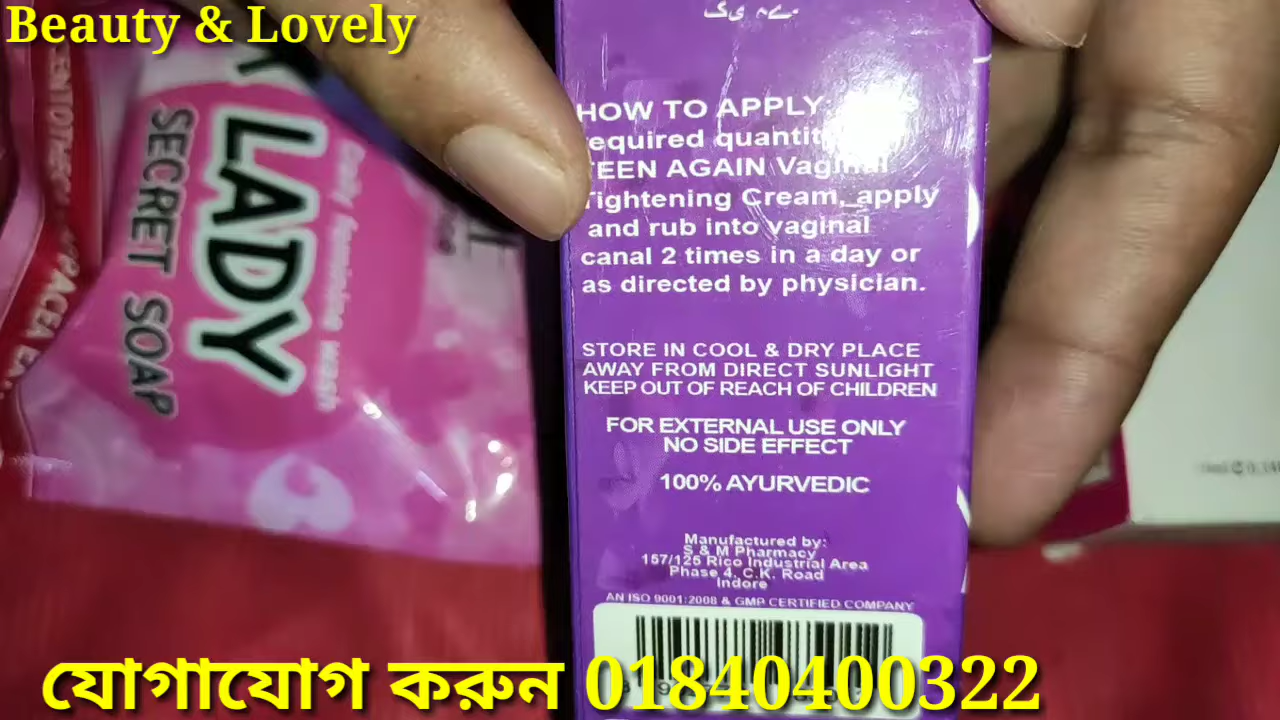 Beauty & Lovely
LADY
SECRET SOAP
HOW TO APPLY
required quantity
TEEN AGAIN Vaginal
Tightening Cream, apply
and rub into vaginal
canal 2 times in a day or
as directed by physician.
STORE IN COOL & DRY PLACE
AWAY FROM DIRECT SUNLIGHT
KEEP OUT OF REACH OF CHILDREN
FOR EXTERNAL USE ONLY
NO SIDE EFFECT
100% AYURVEDIC
Manufactured by:
S & M Pharmacy
157/125 Rico Industrial Area
Phase 4, C.K. Road
Indore
AN ISO 9001:2008 & GMP CERTIFIED COMPANY
যোগাযোগ করুন 01840400322